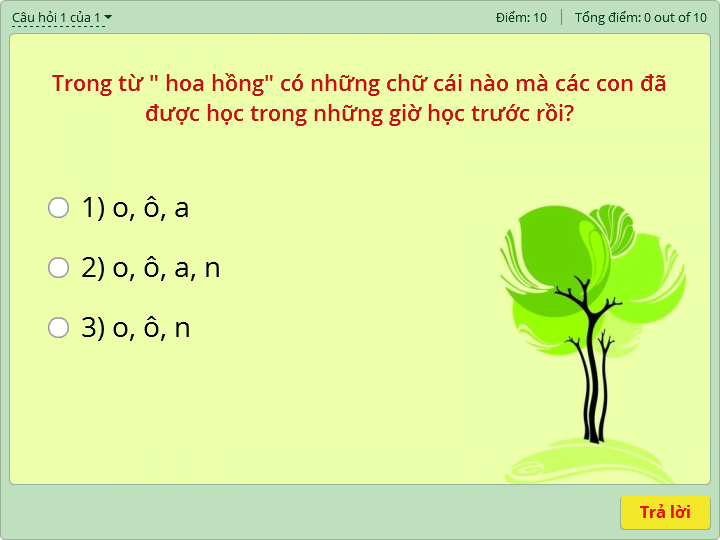 Câu hỏi 1 của 1
Điểm: 10
Tổng điểm: 0 out of 10
Trong từ " hoa hồng" có những chữ cái nào mà các con đã
được học trong những giờ học trước rồi?
1) o, ô, a
2) o, ô, a, n
3) o, ô, n
Trả lời